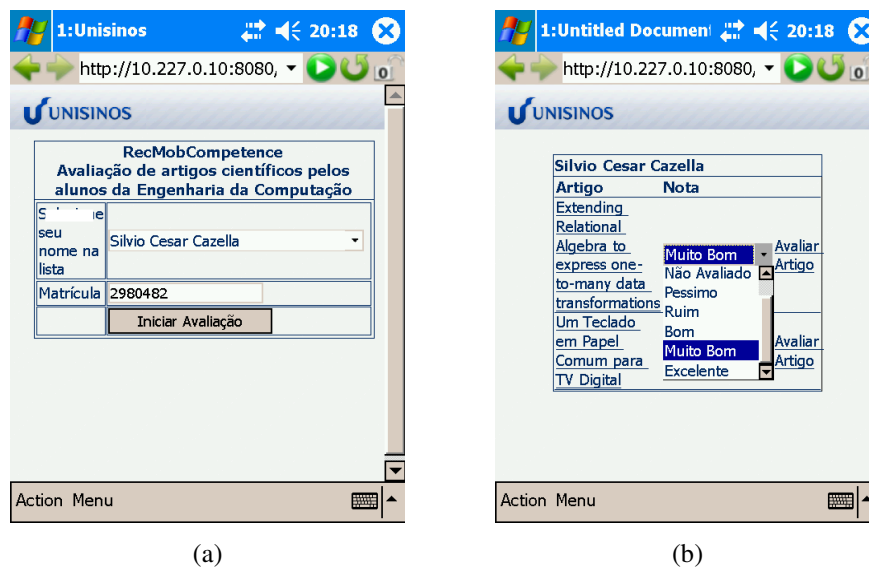 1:Unisinos 20:18
http://10.227.0.10:8080,
UNISINOS
RecMobCompetence
Avaliação de artigos científicos pelos
alunos da Engenharia da Computação
seu
nome na
lista
Silvio Cesar Cazella
Matrícula 2980482
Iniciar Avaliação
Action Menu
(a)
1:Untitled Documen 20:18
http://10.227.0.10:8080,
UNISINOS
Silvio Cesar Cazella
Artigo Nota
Extending
Relational
Algebra to
express one-
to-many data
transformations
Muito Bom
Avaliar
Artigo
Não Avaliado
Pessimo
Ruim
Bom
Muito Bom
Excelente
Um Teclado
em Papel
Comum para
TV Digital
Avaliar
Artigo
Action Menu
(b)